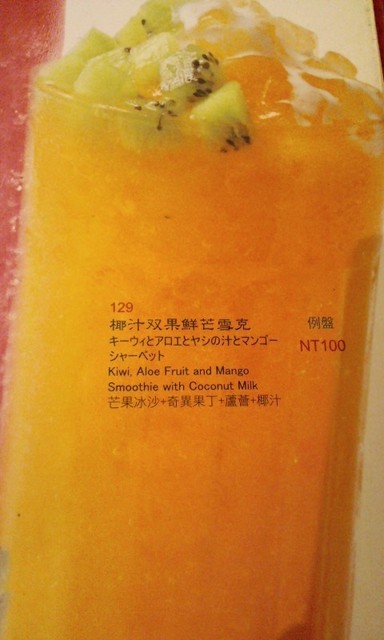 129
椰汁双果鮮芒雪克
例盤
キーウィとアロエとヤシの汁とマンゴー
シャーベット
NT100
Kiwi, Aloe Fruit and Mango
Smoothie with Coconut Milk
芒果冰沙+奇異果丁+蘆薈+椰汁